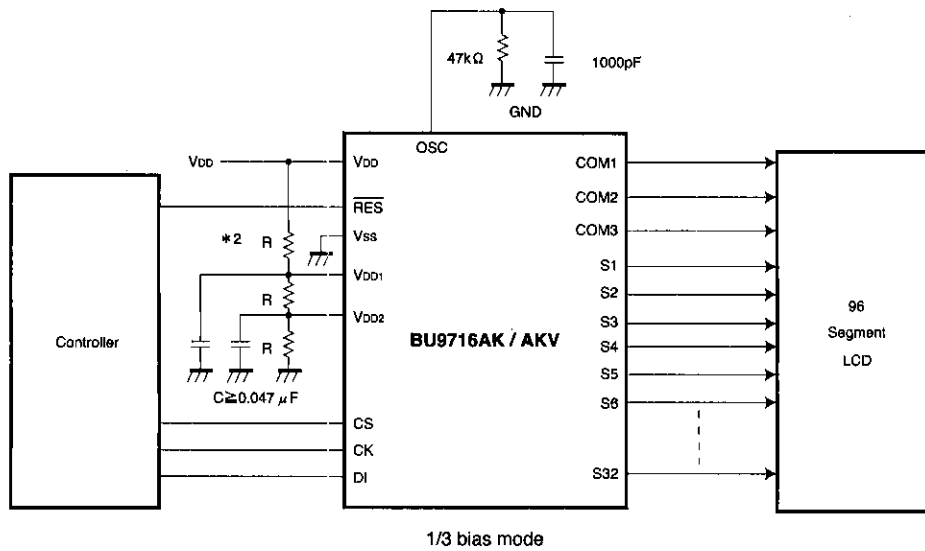 47kΩ
1000pF
GND
OSC
VDD
VDD
RES
*2
R
VSS
VDD1
R
VDD2
R
C≧0.047 μF
CS
CK
DI
Controller
BU9716AK / AKV
COM1
COM2
COM3
S1
S2
S3
S4
S5
S6
S32
96
Segment
LCD
1/3 bias mode